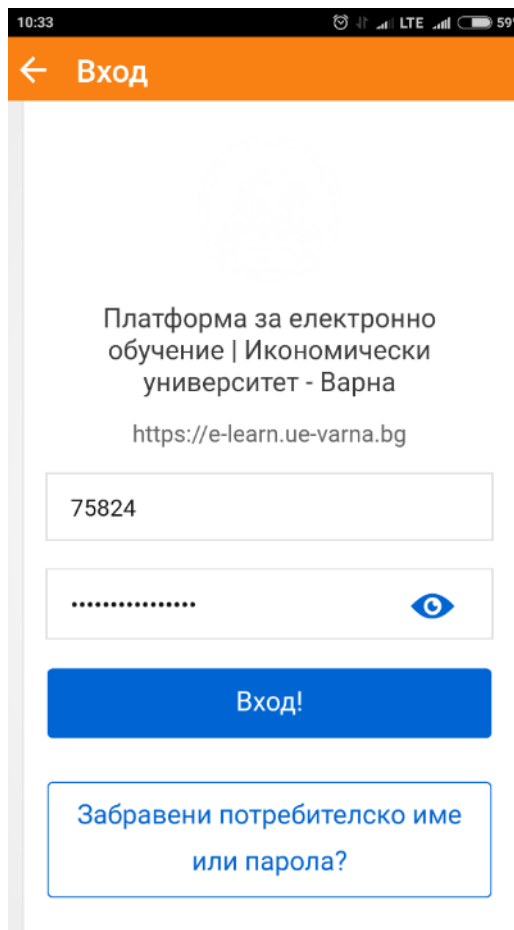 10:33 LTE 59
Вход
Платформа за електронно
обучение | Икономически
университет - Варна
https://e-learn.ue-varna.bg
75824
••••••••••••••••
Вход!
Забравени потребителско име
или парола?